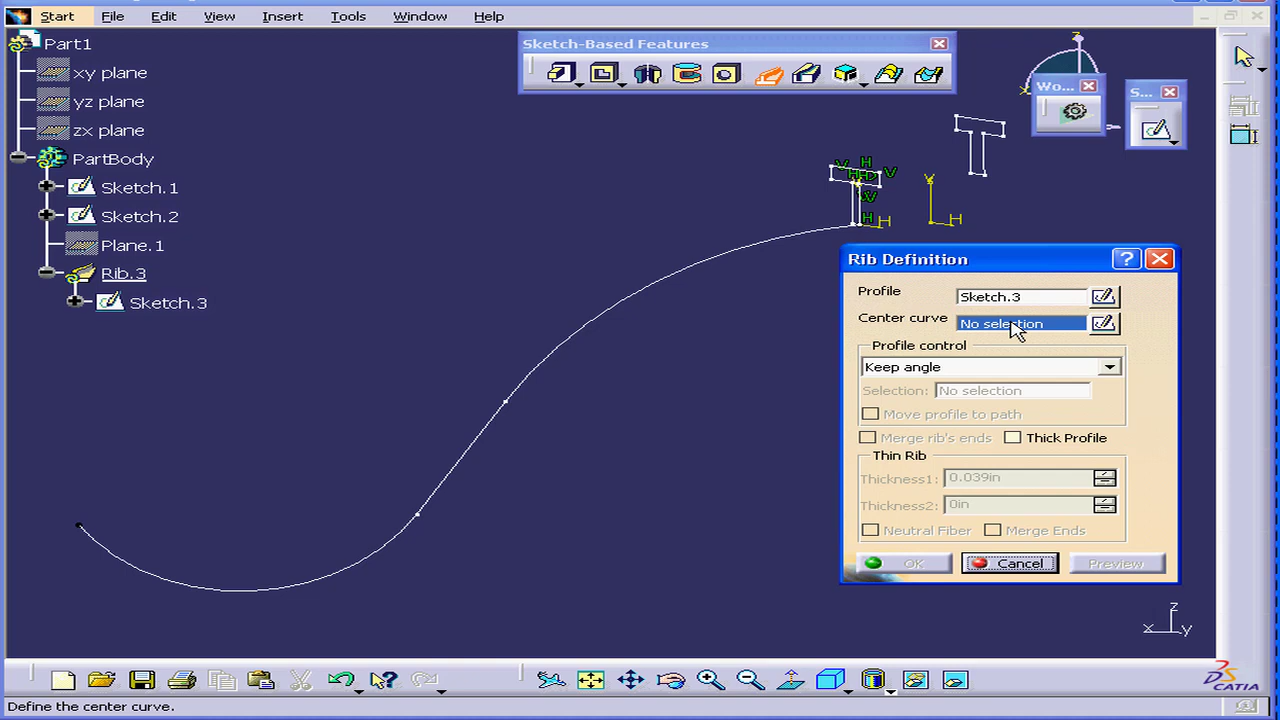 Start File Edit View Insert Tools Window Help
Part1
xy plane
yz plane
zx plane
PartBody
Sketch.1
Sketch.2
Plane.1
Rib.3
Sketch.3
Sketch-Based Features
Wo...
S...
z
V H V
H D
W
H H
Y
H
Rib Definition
Profile Sketch.3
Center curve No selection
Profile control
Keep angle
Selection: No selection
Move profile to path
Merge rib's ends Thick Profile
Thin Rib
Thickness1: 0.039in
Thickness2: 0in
Neutral Fiber Merge Ends
OK Cancel Preview
z
x y
DS CATIA
Define the center curve.